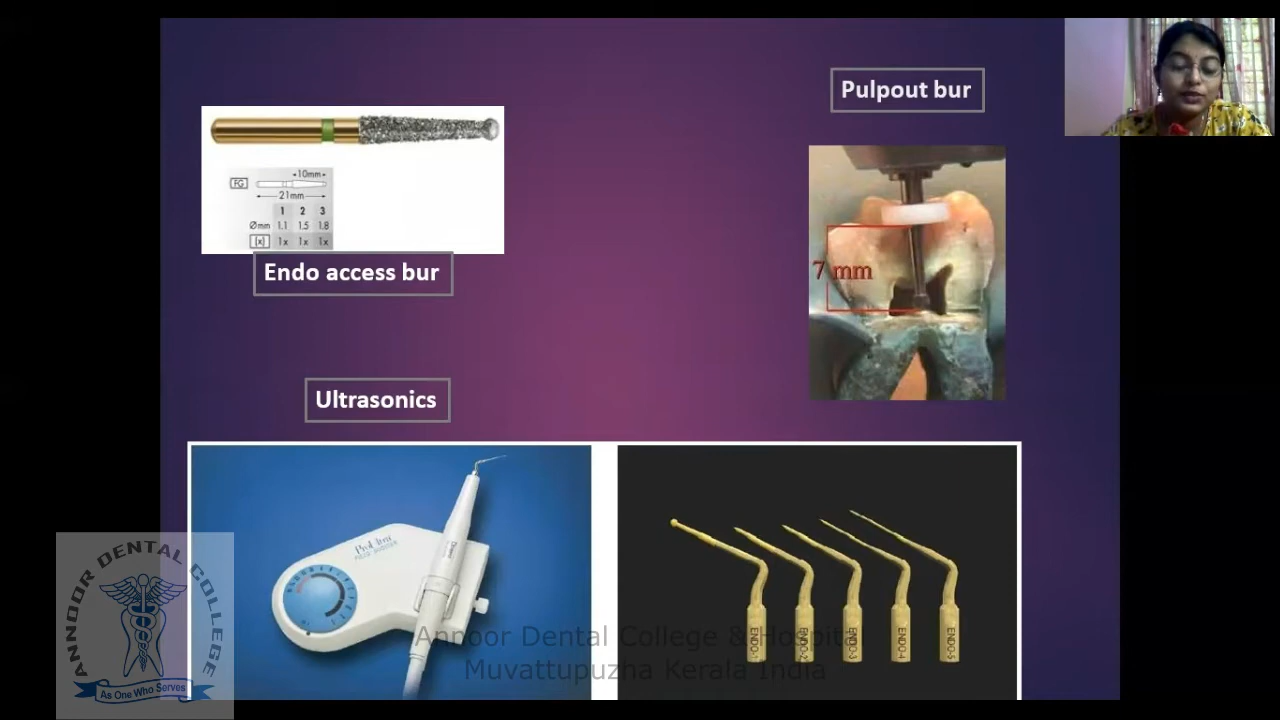 Pulpout bur
10mm
FG
21mm
1 2 3
Ømm 1.1 1.5 1.8
[x] 1x 1x 1x
Endo access bur
7 mm
Ultrasonics
ProUltra
ENDO-1
ENDO-2
ENDO-3
ENDO-4
ENDO-5
ANNOOR DENTAL COLLEGE
As One Who Serves
Annoor Dental College & Hospital
Muvattupuzha Kerala India